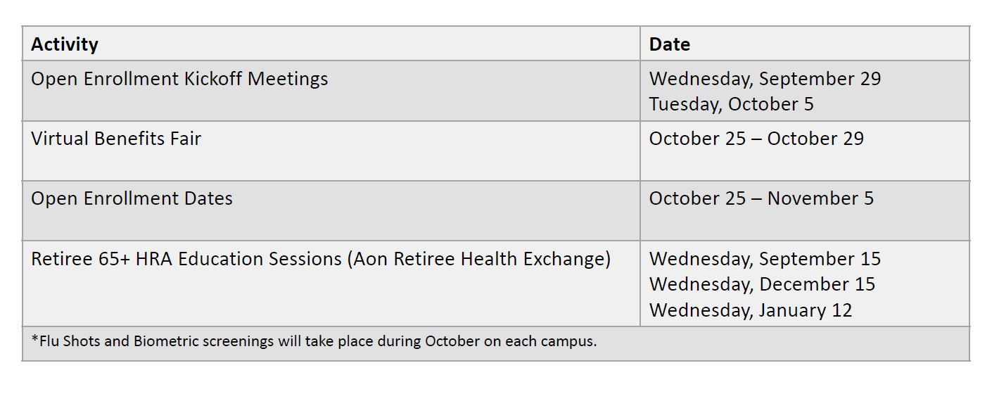 Activity Date
Open Enrollment Kickoff Meetings Wednesday, September 29
Tuesday, October 5
Virtual Benefits Fair October 25 – October 29
Open Enrollment Dates October 25 – November 5
Retiree 65+ HRA Education Sessions (Aon Retiree Health Exchange) Wednesday, September 15
Wednesday, December 15
Wednesday, January 12
*Flu Shots and Biometric screenings will take place during October on each campus.